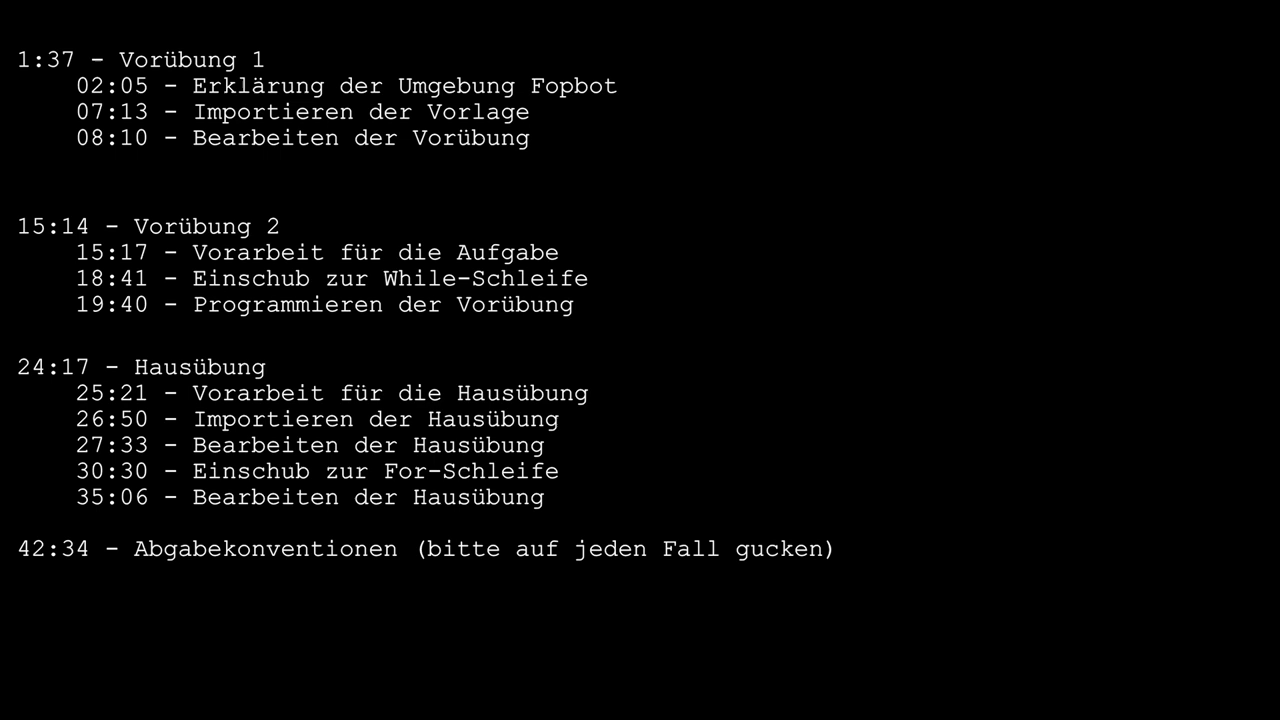 1:37 - Vorübung 1
02:05 - Erklärung der Umgebung Fopbot
07:13 - Importieren der Vorlage
08:10 - Bearbeiten der Vorübung
15:14 - Vorübung 2
15:17 - Vorarbeit für die Aufgabe
18:41 - Einschub zur While-Schleife
19:40 - Programmieren der Vorübung
24:17 - Hausübung
25:21 - Vorarbeit für die Hausübung
26:50 - Importieren der Hausübung
27:33 - Bearbeiten der Hausübung
30:30 - Einschub zur For-Schleife
35:06 - Bearbeiten der Hausübung
42:34 - Abgabekonventionen (bitte auf jeden Fall gucken)